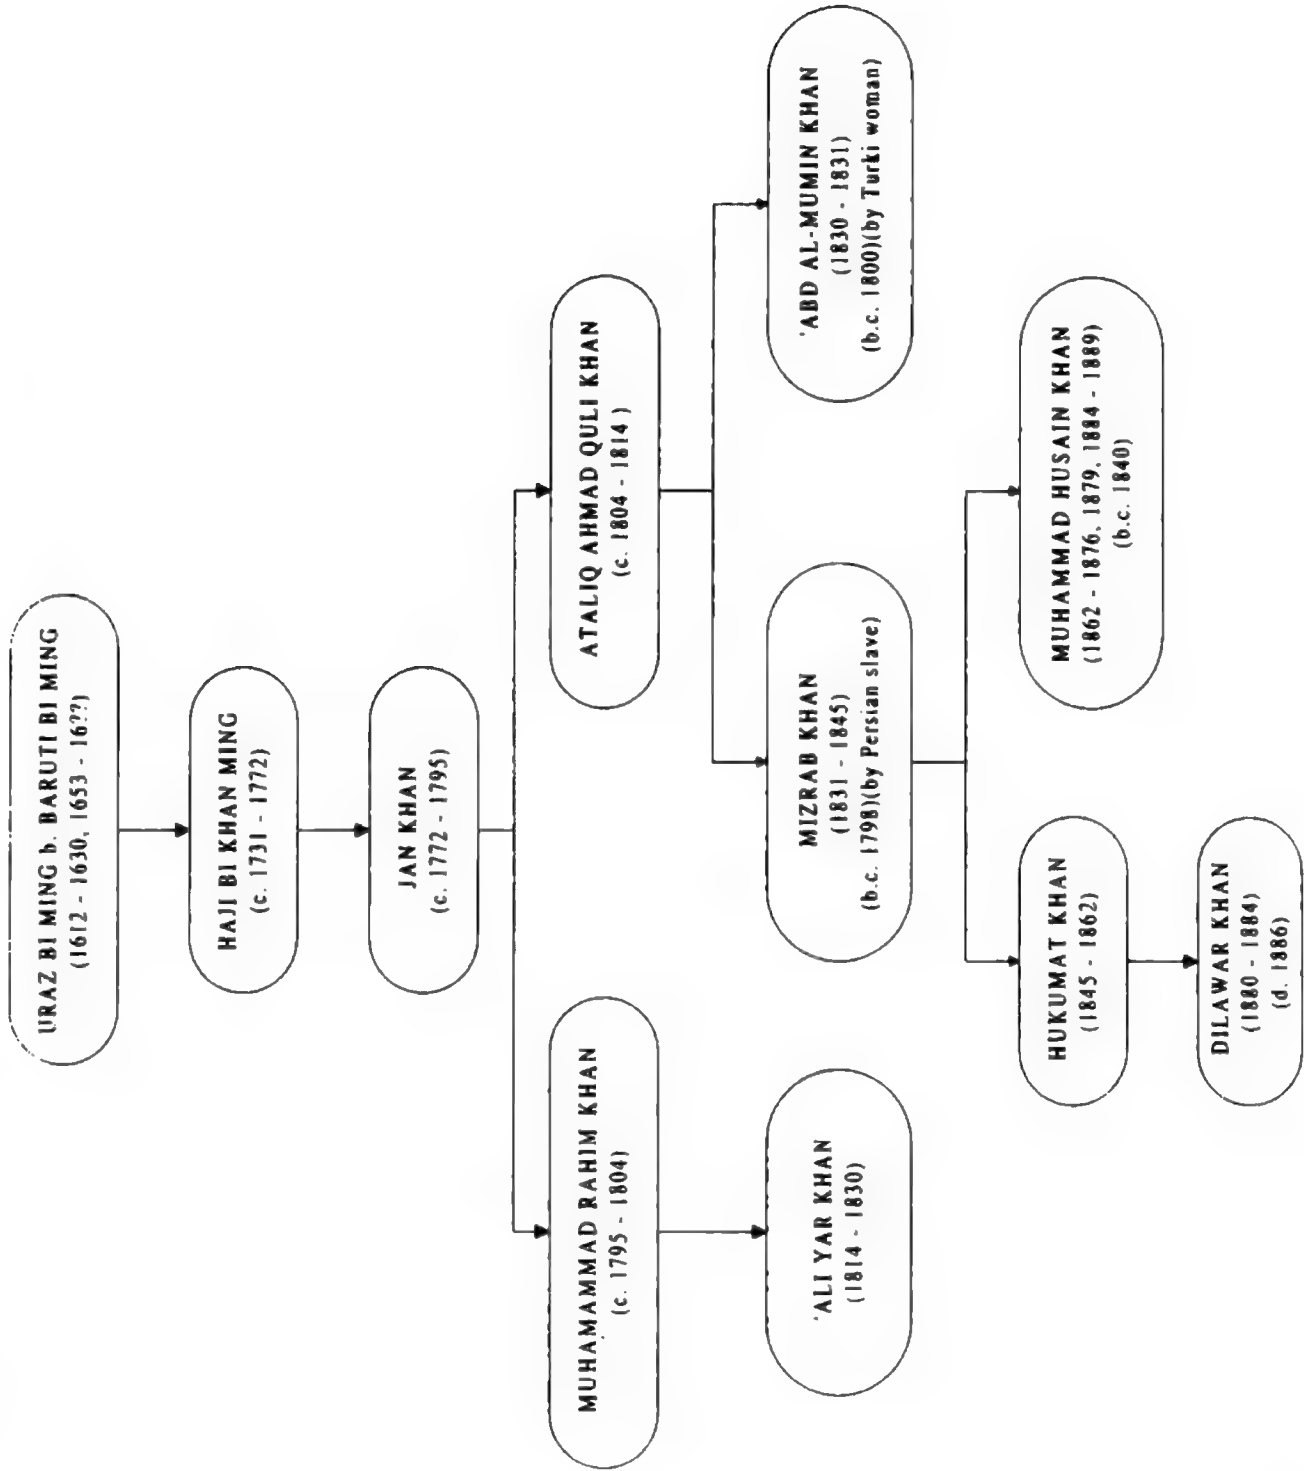 URAZ BI MING b. BARUTI BI MING
(1612 - 1630, 1653 - 16??)
HAJI BI KHAN MING
(c. 1731 - 1772)
JAN KHAN
(c. 1772 - 1795)
MUHAMAMMAD RAHIM KHAN
(c. 1795 - 1804)
ATALIQ AHMAD QULI KHAN
(c. 1804 - 1814 )
'ALI YAR KHAN
(1814 - 1830)
MIZRAB KHAN
(1831 - 1845)
(b.c. 1798)(by Persian slave)
'ABD AL-MUMIN KHAN
(1830 - 1831)
(b.c. 1800)(by Turki woman)
HUKUMAT KHAN
(1845 - 1862)
MUHAMMAD HUSAIN KHAN
(1862 - 1876, 1879, 1884 - 1889)
(b.c. 1840)
DILAWAR KHAN
(1880 - 1884)
(d. 1886)